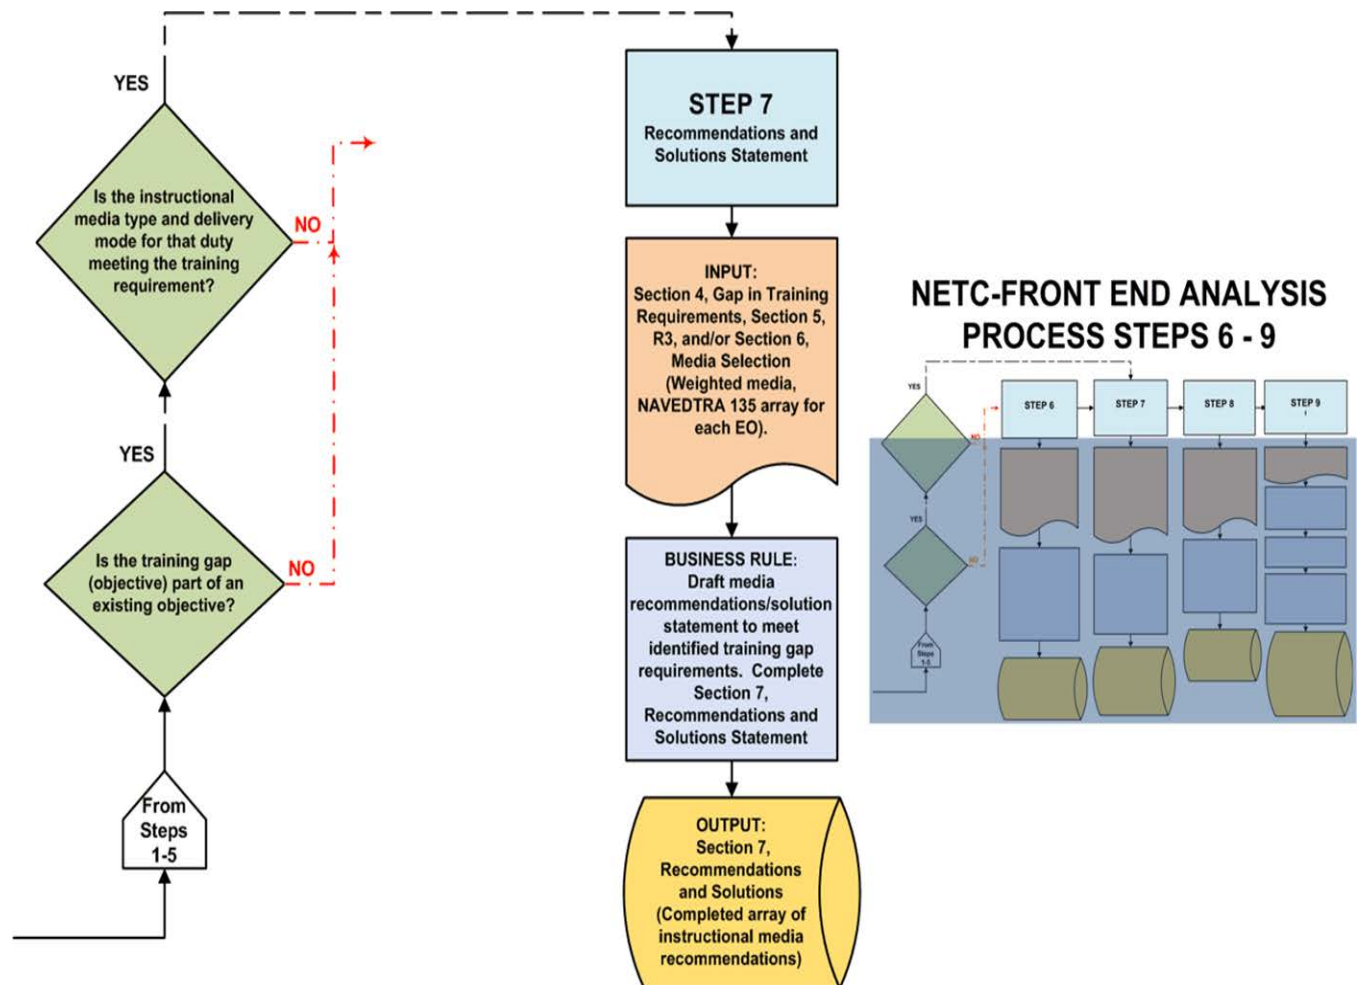 YES
Is the instructional
media type and delivery
mode for that duty
meeting the training
requirement?
NO
YES
Is the training gap
(objective) part of an
existing objective?
NO
From
Steps
1-5
STEP 7
Recommendations and
Solutions Statement
INPUT:
Section 4, Gap in Training
Requirements, Section 5,
R3, and/or Section 6,
Media Selection
(Weighted media,
NAVEDTRA 135 array for
each EO).
BUSINESS RULE:
Draft media
recommendations/solution
statement to meet
identified training gap
requirements. Complete
Section 7,
Recommendations and
Solutions Statement
OUTPUT:
Section 7,
Recommendations
and Solutions
(Completed array of
instructional media
recommendations)
NETC-FRONT END ANALYSIS
PROCESS STEPS 6 - 9
YES
STEP 6
STEP 7
STEP 8
STEP 9
NO
YES
NO
From
Steps
1-5